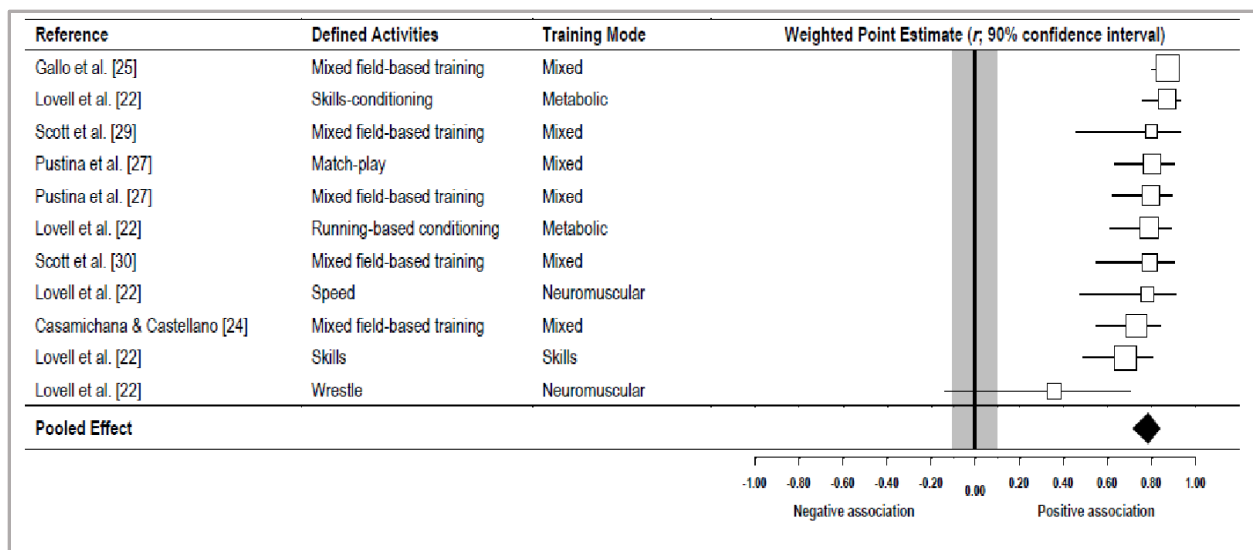 Reference Defined Activities Training Mode Weighted Point Estimate (r; 90% confidence interval)
Gallo et al. [25] Mixed field-based training Mixed
Lovell et al. [22] Skills-conditioning Metabolic
Scott et al. [29] Mixed field-based training Mixed
Pustina et al. [27] Match-play Mixed
Pustina et al. [27] Mixed field-based training Mixed
Lovell et al. [22] Running-based conditioning Metabolic
Scott et al. [30] Mixed field-based training Mixed
Lovell et al. [22] Speed Neuromuscular
Casamichana & Castellano [24] Mixed field-based training Mixed
Lovell et al. [22] Skills Skills
Lovell et al. [22] Wrestle Neuromuscular
Pooled Effect
-1.00 -0.80 -0.60 -0.40 -0.20 0.00 0.20 0.40 0.60 0.80 1.00
Negative association Positive association